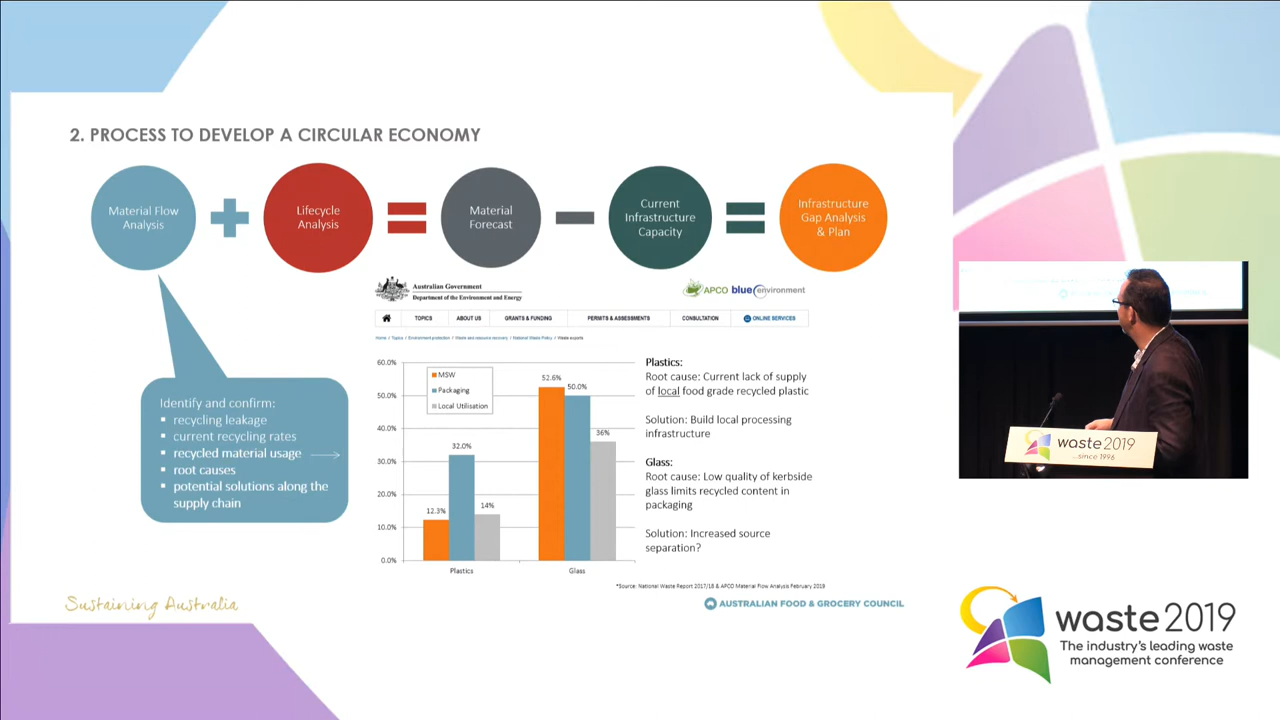 2. PROCESS TO DEVELOP A CIRCULAR ECONOMY
Material Flow
Analysis
Lifecycle
Analysis
Material
Forecast
Current
Infrastructure
Capacity
Infrastructure
Gap Analysis
& Plan
Australian Government
Department of the Environment and Energy
APCO blue environment
TOPICS
ABOUT US
GRANTS & FUNDING
PERMITS & ASSESSMENTS
CONSULTATION
ONLINE SERVICES
Home / Topics / Environment protection / Waste and resource recovery / National Waste Policy / Waste exports
Identify and confirm:
▪ recycling leakage
▪ current recycling rates
▪ recycled material usage
▪ root causes
▪ potential solutions along the
supply chain
60.0%
50.0%
40.0%
30.0%
20.0%
10.0%
0.0%
MSW
Packaging
Local Utilisation
12.3%
32.0%
14%
52.6%
50.0%
36%
Plastics
Glass
Plastics:
Root cause: Current lack of supply
of local food grade recycled plastic
Solution: Build local processing
infrastructure
Glass:
Root cause: Low quality of kerbside
glass limits recycled content in
packaging
Solution: Increased source
separation?
*Source: National Waste Report 2017/18 & APCO Material Flow Analysis February 2019
Sustaining Australia
AUSTRALIAN FOOD & GROCERY COUNCIL
waste2019
...since 1996
waste2019
The industry's leading waste
management conference